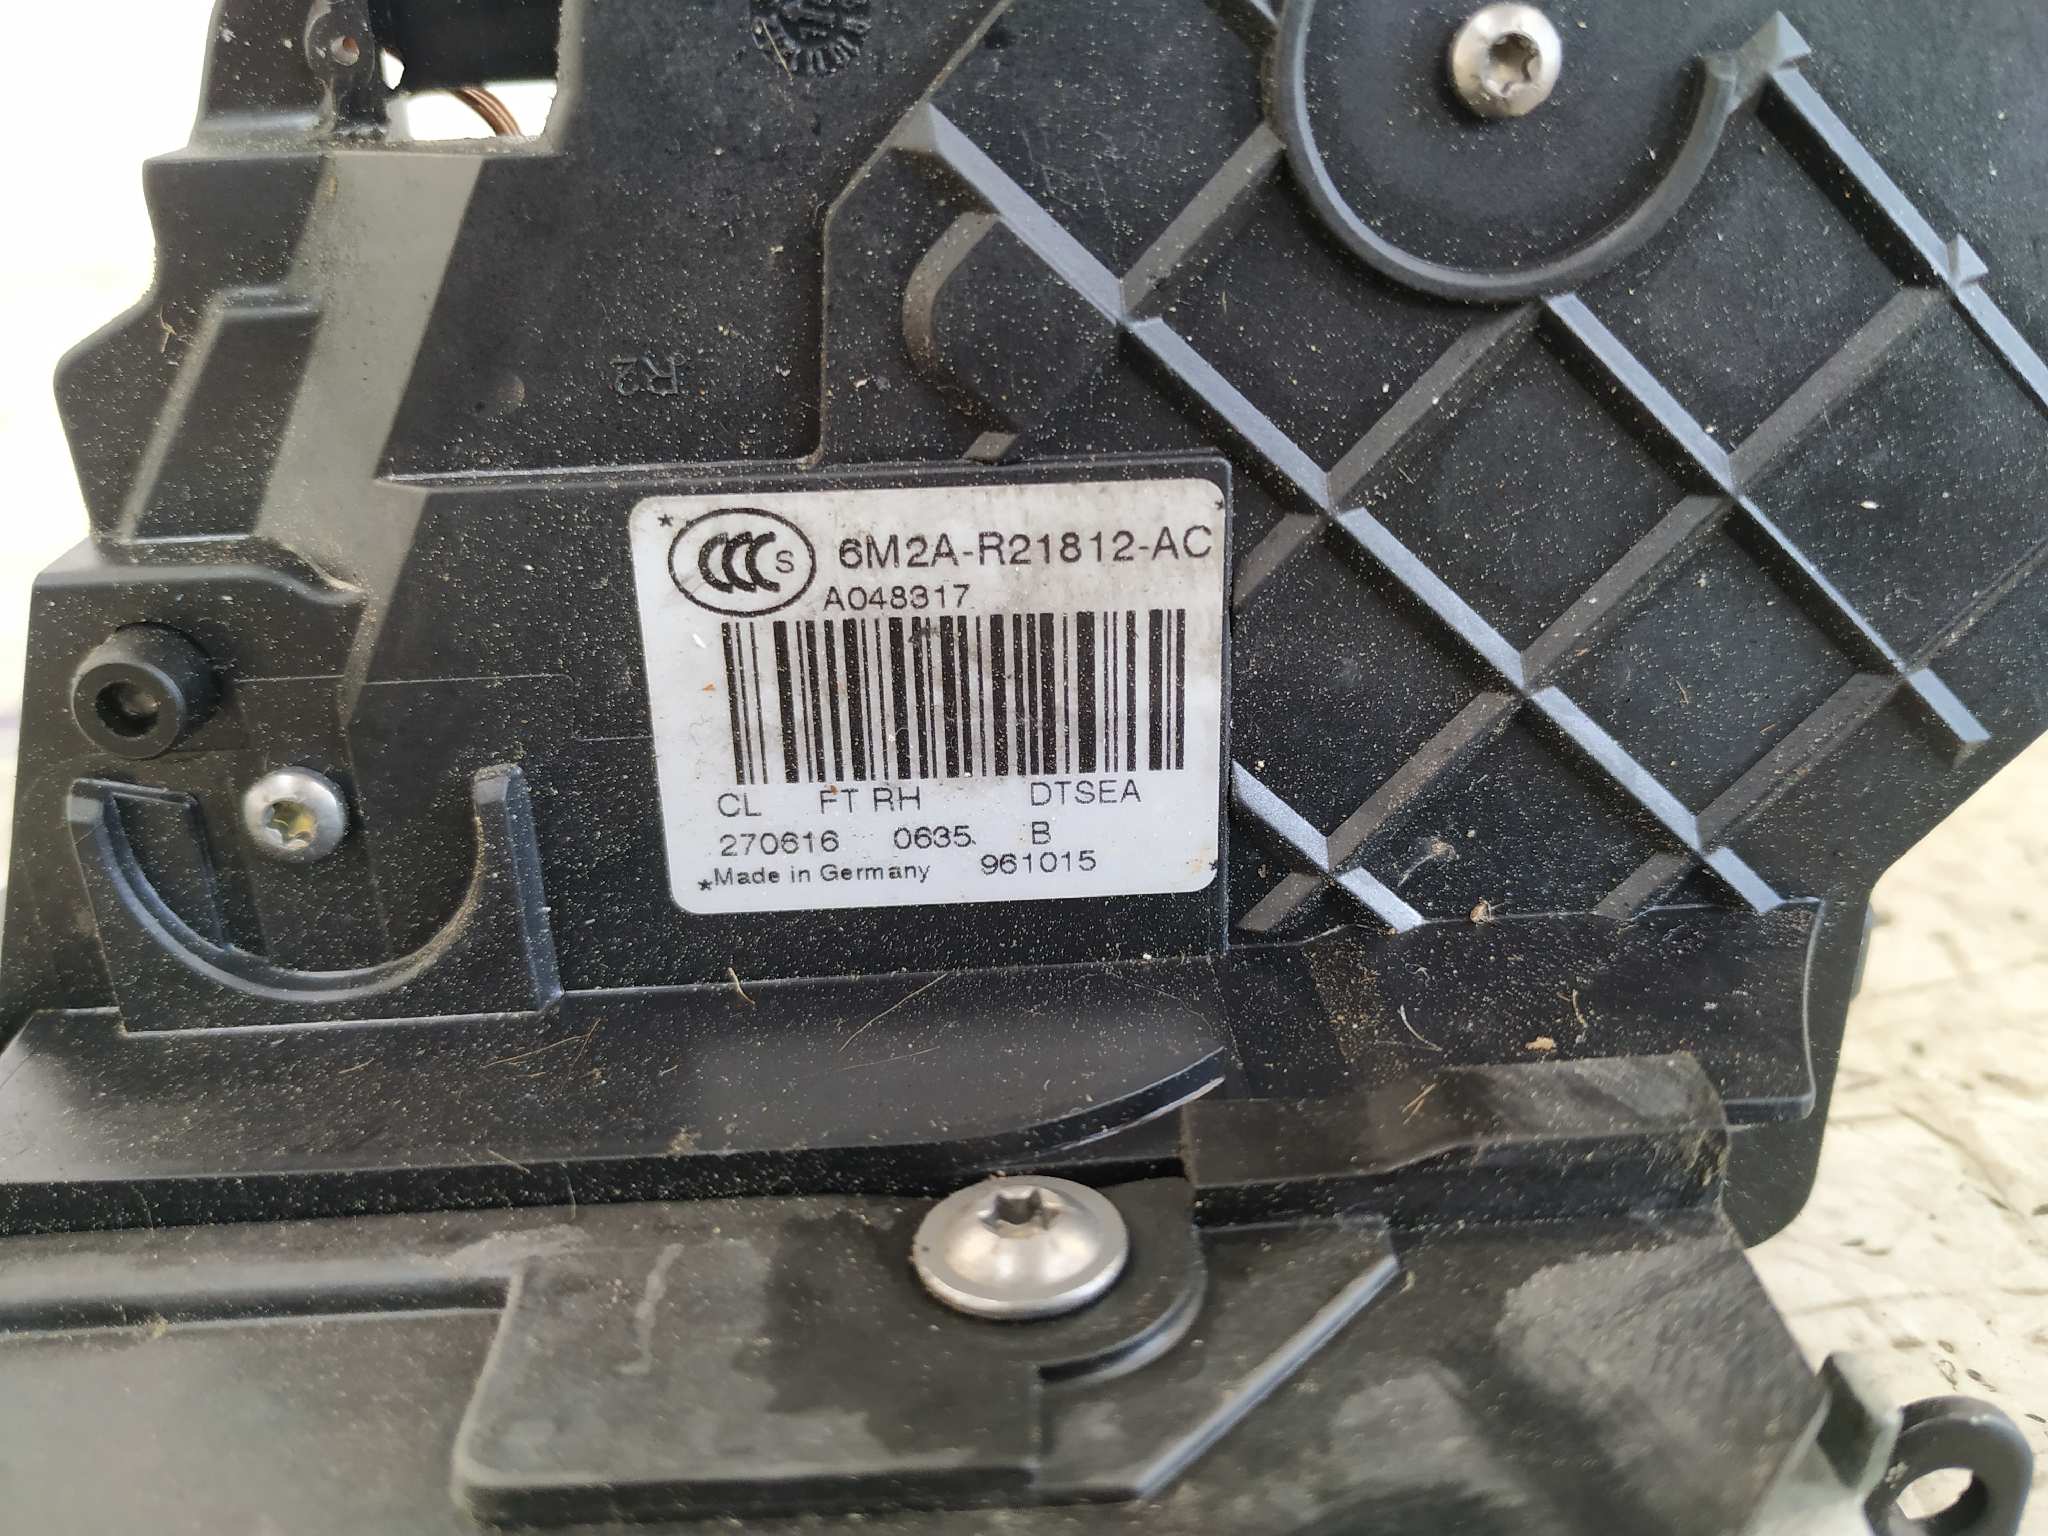 R2
CCC S
6M2A-R21812-AC
A048317
CL FT RH DTSEA
270616 0635 B
*Made in Germany 961015